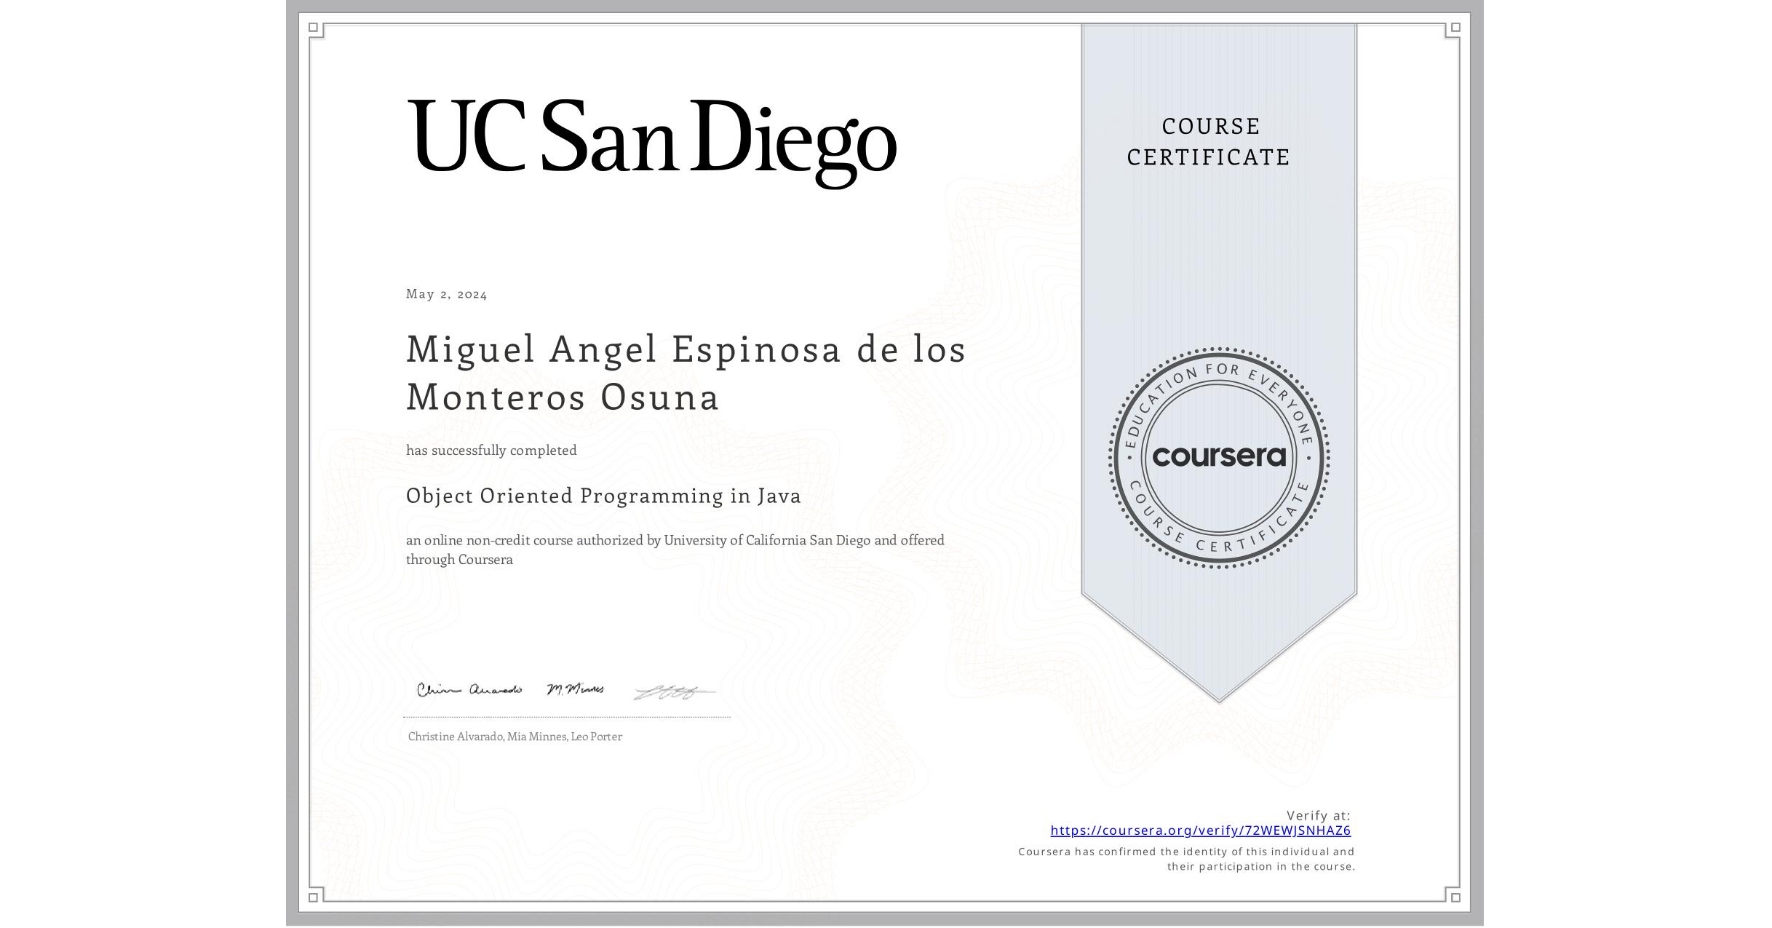 UC San Diego
COURSE
CERTIFICATE
May 2, 2024
Miguel Angel Espinosa de los
Monteros Osuna
has successfully completed
Object Oriented Programming in Java
an online non-credit course authorized by University of California San Diego and offered
through Coursera
EDUCATION FOR EVERYONE
coursera
COURSE CERTIFICATE
Christine Alvarado, Mia Minnes, Leo Porter
Verify at:
https://coursera.org/verify/72WEWJSNHAZ6
Coursera has confirmed the identity of this individual and
their participation in the course.